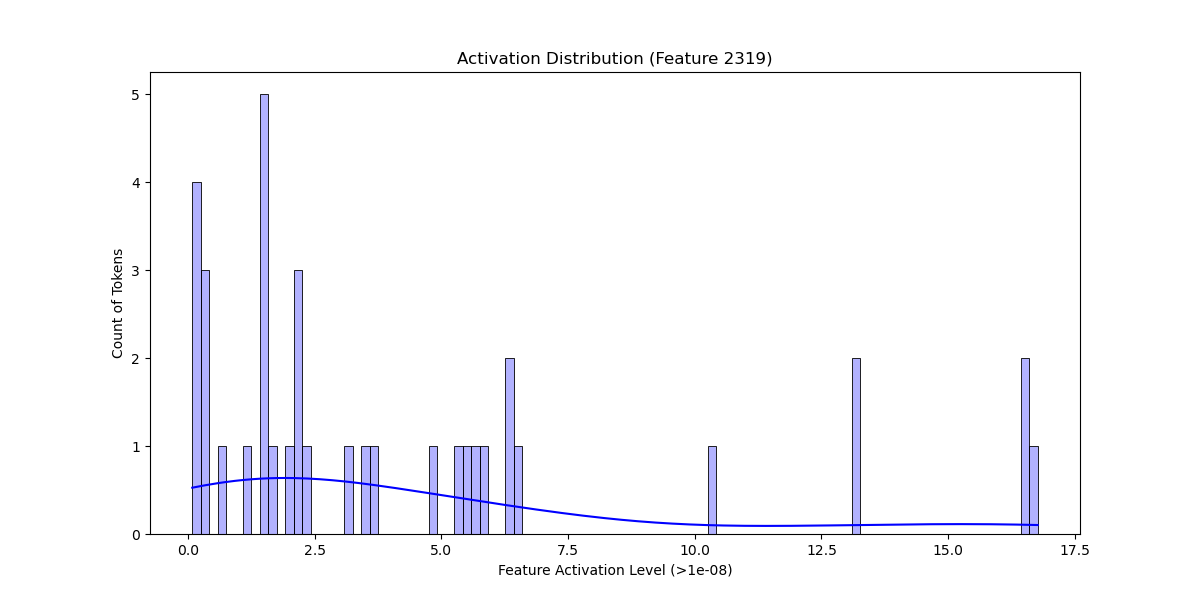 Activation Distribution (Feature 2319)
Count of Tokens
5
4
3
2
1
0
0.0 2.5 5.0 7.5 10.0 12.5 15.0 17.5
Feature Activation Level (>1e-08)